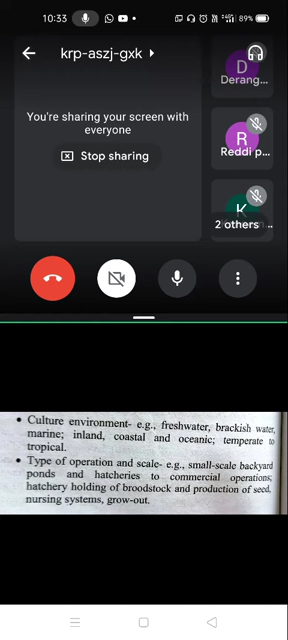 10:33
89%
krp-aszj-gxk
You're sharing your screen with
everyone
Stop sharing
D
Derang...
R
Reddi p...
K
2 others
• Culture environment- e.g., freshwater, brackish water,
marine; inland, coastal and oceanic; temperate to
tropical.
• Type of operation and scale- e.g., small-scale backyard
ponds and hatcheries to commercial operations;
hatchery holding of broodstock and production of seed,
nursing systems, grow-out.